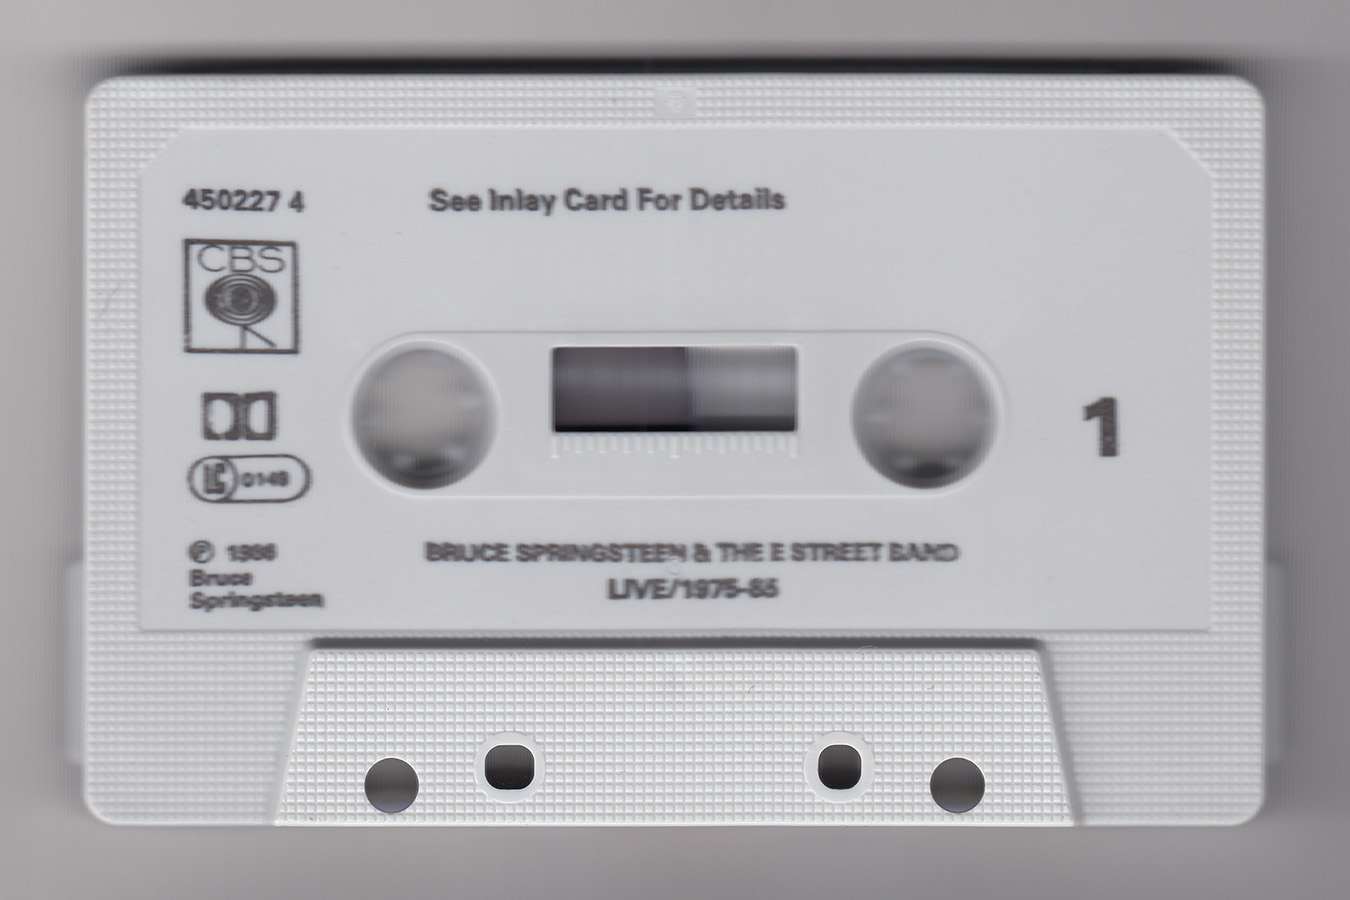 450227 4
See Inlay Card For Details
CBS
LC 0149
1
℗ 1986
Bruce
Springsteen
BRUCE SPRINGSTEEN & THE E STREET BAND
LIVE/1975-85